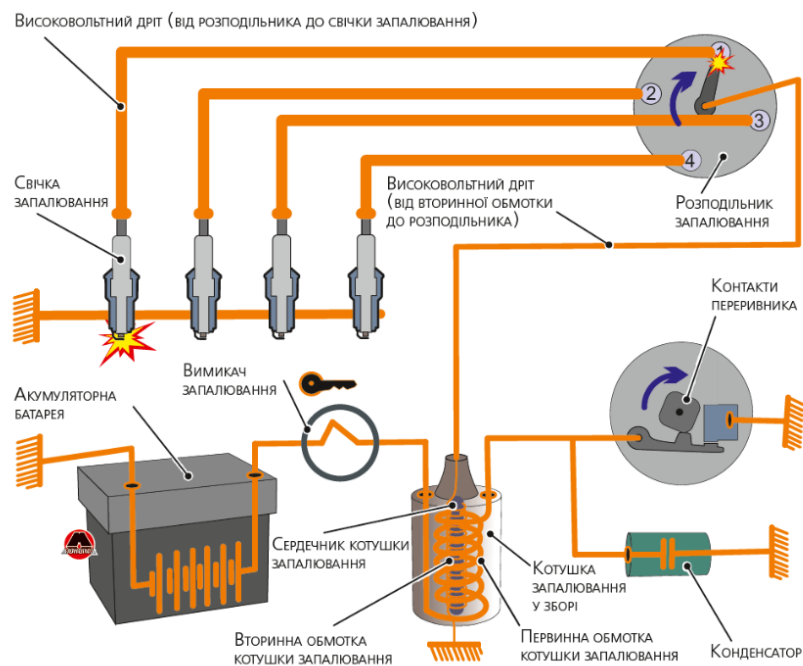 Високовольтний дріт (від розподільника до свічки запалювання)
1
2
3
4
Свічка
запалювання
Високовольтний дріт
(від вторинної обмотки
до розподільника)
Розподільник
запалювання
Контакти
переривника
Вимикач
запалювання
Акумуляторна
батарея
Сердечник котушки
запалювання
Котушка
запалювання
у зборі
Вторинна обмотка
котушки запалювання
Первинна обмотка
котушки запалювання
Конденсатор